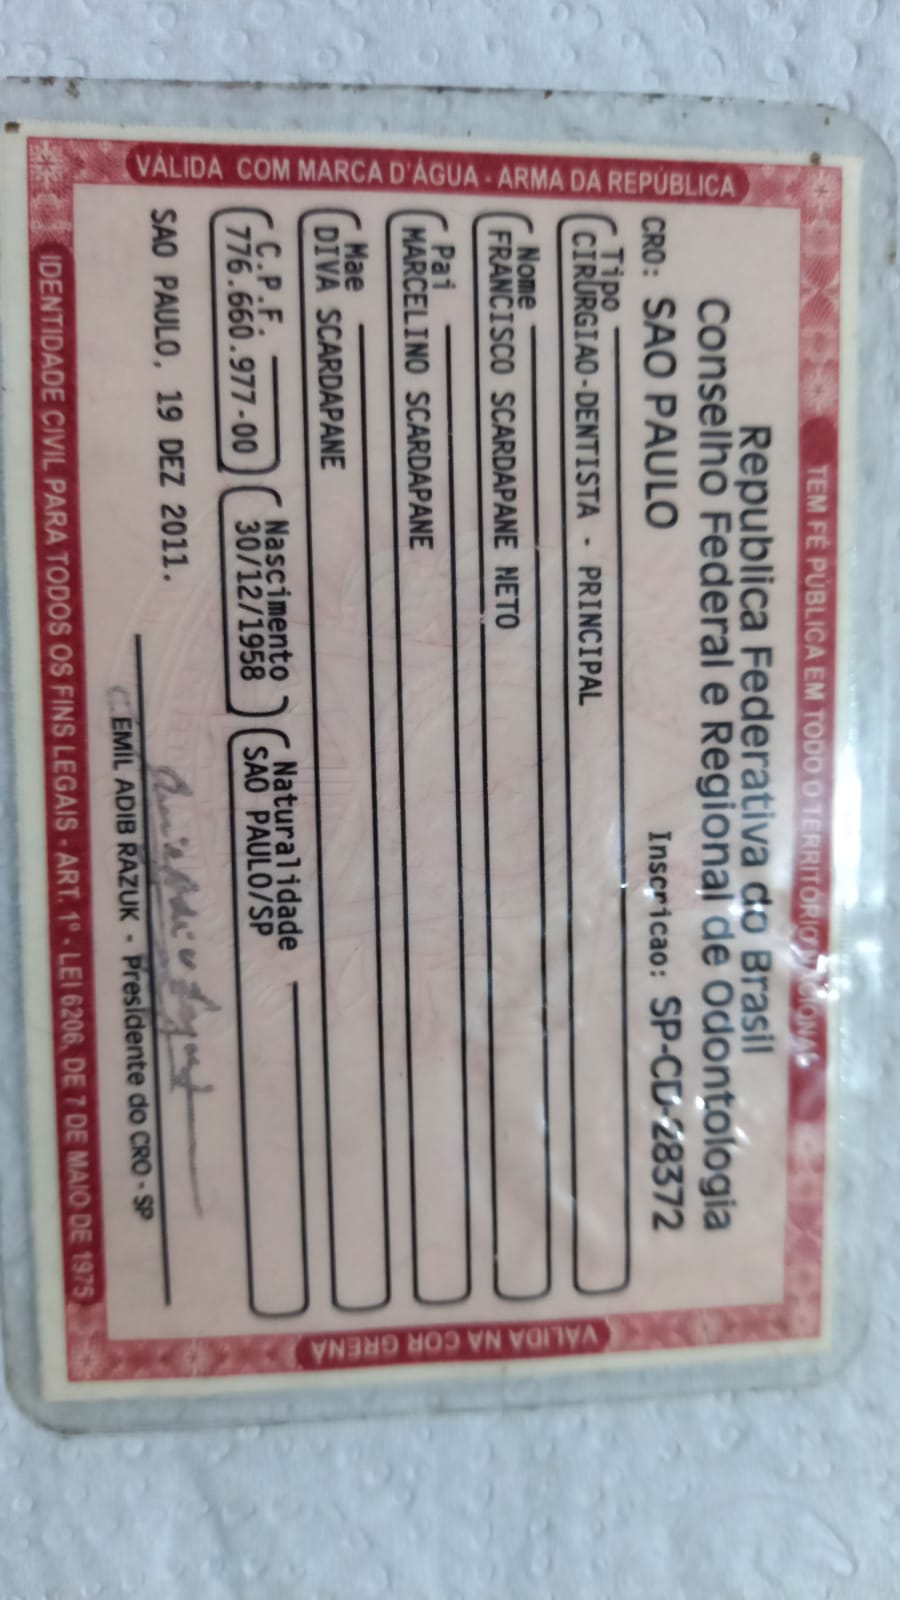 VÁLIDA COM MARCA D'ÁGUA - ARMA DA REPÚBLICA
TEM FÉ PÚBLICA EM TODO O TERRITÓRIO NACIONAL
Republica Federativa do Brasil
Conselho Federal e Regional de Odontologia
CRO: SAO PAULO Inscricao: SP-CD-28372
Tipo
CIRURGIAO-DENTISTA - PRINCIPAL
Nome
FRANCISCO SCARDAPANE NETO
Pai
MARCELINO SCARDAPANE
Mae
DIVA SCARDAPANE
C.P.F. Nascimento Naturalidade
776.660.977-00 30/12/1958 SAO PAULO/SP
SAO PAULO, 19 DEZ 2011.
EMIL ADIB RAZUK - Presidente do CRO - SP
IDENTIDADE CIVIL PARA TODOS OS FINS LEGAIS - ART. 1º - LEI 6206, DE 7 DE MAIO DE 1975
VÁLIDA NA COR GRENÁ